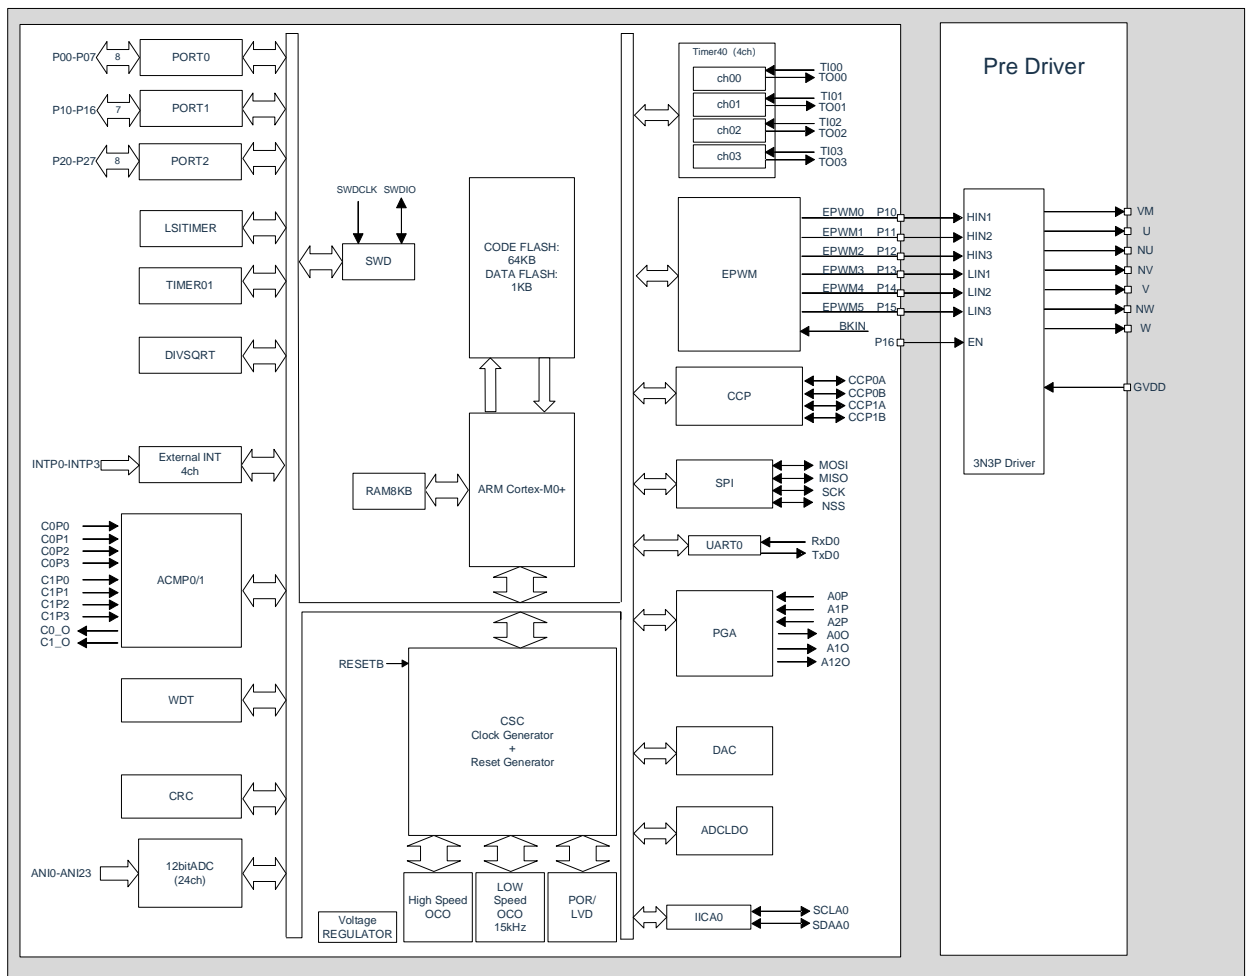 P00-P07
8
PORT0
P10-P16
7
PORT1
P20-P27
8
PORT2
LSITIMER
TIMER01
DIVSQRT
INTP0-INTP3
External INT
4ch
C0P0
C0P1
C0P2
C0P3
C1P0
C1P1
C1P2
C1P3
C0_O
C1_O
ACMP0/1
WDT
CRC
ANI0-ANI23
12bitADC
(24ch)
SWDCLK
SWDIO
SWD
CODE FLASH:
64KB
DATA FLASH:
1KB
RAM8KB
ARM Cortex-M0+
RESETB
CSC
Clock Generator
+
Reset Generator
Voltage
REGULATOR
High Speed
OCO
LOW
Speed
OCO
15kHz
POR/
LVD
Timer40 (4ch)
ch00
ch01
ch02
ch03
TI00
TO00
TI01
TO01
TI02
TO02
TI03
TO03
EPWM
EPWM0 P10
EPWM1 P11
EPWM2 P12
EPWM3 P13
EPWM4 P14
EPWM5 P15
BKIN
P16
CCP
CCP0A
CCP0B
CCP1A
CCP1B
SPI
MOSI
MISO
SCK
NSS
UART0
RxD0
TxD0
PGA
A0P
A1P
A2P
A0O
A1O
A12O
DAC
ADCLDO
IICA0
SCLA0
SDAA0
Pre Driver
HIN1
HIN2
HIN3
LIN1
LIN2
LIN3
EN
3N3P Driver
VM
U
NU
NV
V
NW
W
GVDD